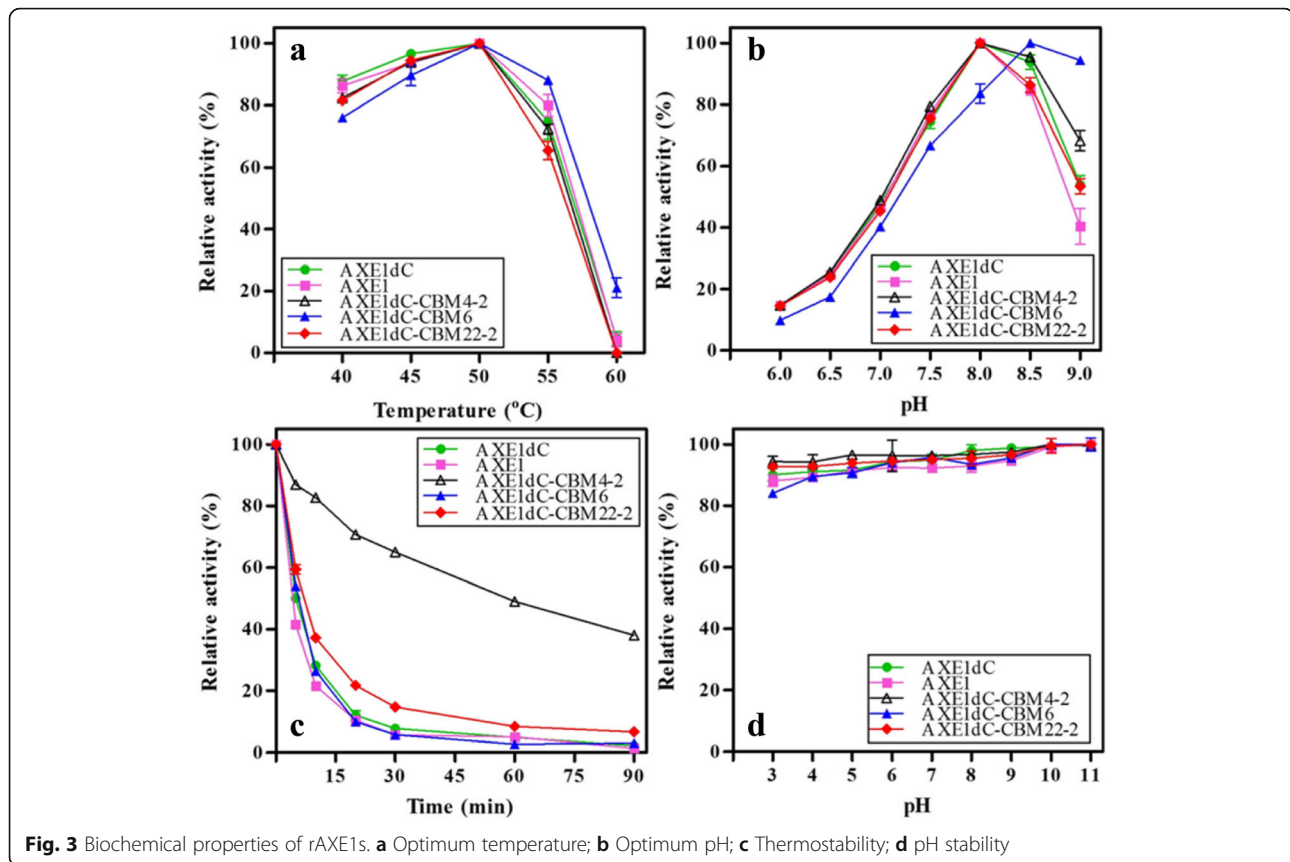 a
Relative activity (%)
100
80
60
40
20
0
AXE1dC
AXE1
AXE1dC-CBM4-2
AXE1dC-CBM6
AXE1dC-CBM22-2
40 45 50 55 60
Temperature (°C)
b
Relative activity (%)
100
80
60
40
20
0
AXE1dC
AXE1
AXE1dC-CBM4-2
AXE1dC-CBM6
AXE1dC-CBM22-2
6.0 6.5 7.0 7.5 8.0 8.5 9.0
pH
c
Relative activity (%)
100
80
60
40
20
0
AXE1dC
AXE1
AXE1dC-CBM4-2
AXE1dC-CBM6
AXE1dC-CBM22-2
15 30 45 60 75 90
Time (min)
d
Relative activity (%)
100
80
60
40
20
0
AXE1dC
AXE1
AXE1dC-CBM4-2
AXE1dC-CBM6
AXE1dC-CBM22-2
3 4 5 6 7 8 9 10 11
pH
Fig. 3 Biochemical properties of rAXE1s. a Optimum temperature; b Optimum pH; c Thermostability; d pH stability